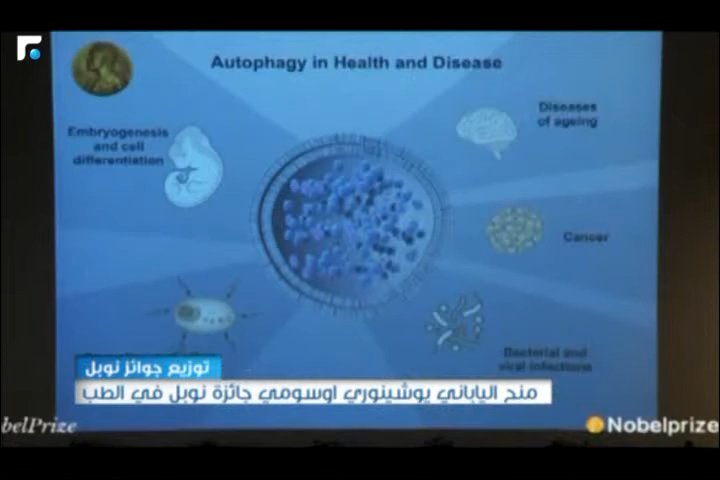 Autophagy in Health and Disease
Embryogenesis
and cell
differentiation
Diseases
of ageing
Cancer
Bacterial and
viral infections
توزيع جوائز نوبل
منح الياباني يوشينوري اوسومي جائزة نوبل في الطب
belPrize
Nobelprize